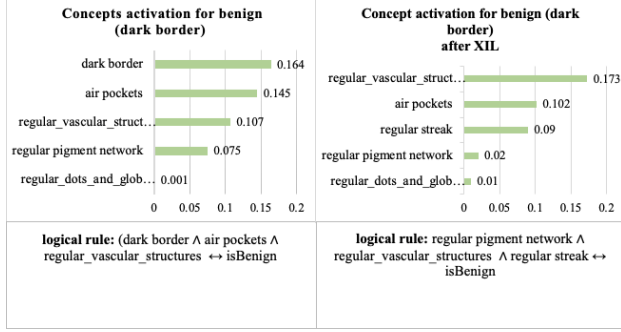 Concepts activation for benign
(dark border)
dark border
0.164
air pockets
0.145
regular_vascular_struct...
0.107
regular pigment network
0.075
regular_dots_and_glob...
0.001
0 0.05 0.1 0.15 0.2
logical rule: (dark border ∧ air pockets ∧
regular_vascular_structures ↔ isBenign
Concept activation for benign (dark
border)
after XIL
regular_vascular_struct...
0.173
air pockets
0.102
regular streak
0.09
regular pigment network
0.02
regular_dots_and_glob...
0.01
0 0.05 0.1 0.15 0.2
logical rule: regular pigment network ∧
regular_vascular_structures ∧ regular streak ↔
isBenign